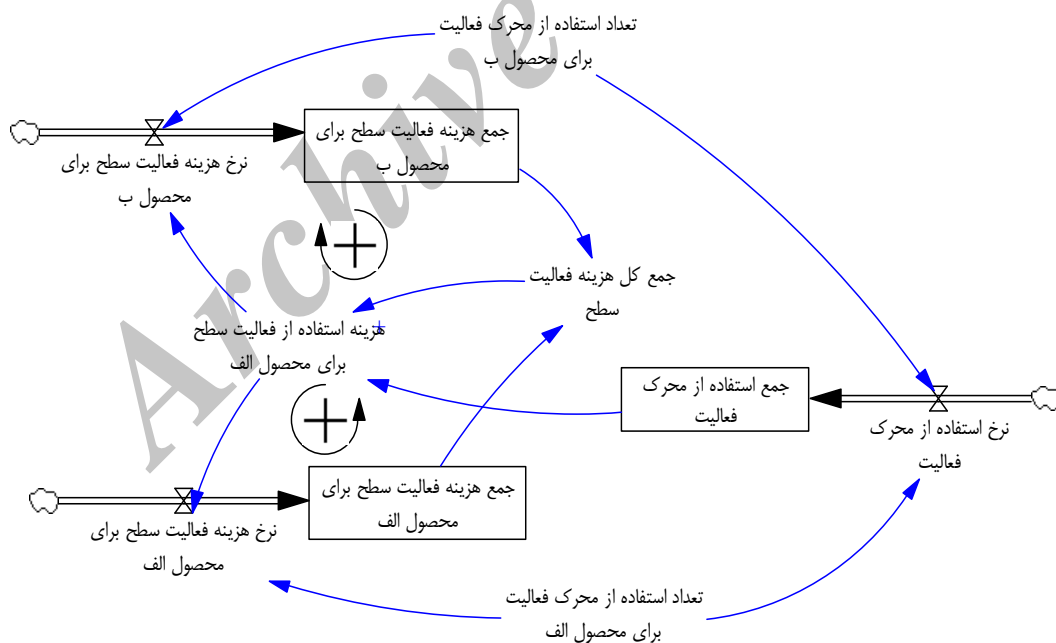 تعداد استفاده از محرک فعالیت
برای محصول ب
جمع هزینه فعالیت سطح برای
محصول ب
نرخ هزینه فعالیت سطح برای
محصول ب
جمع کل هزینه فعالیت
سطح
هزینه استفاده از فعالیت سطح
برای محصول الف
جمع استفاده از محرک
فعالیت
نرخ استفاده از محرک
فعالیت
جمع هزینه فعالیت سطح برای
محصول الف
نرخ هزینه فعالیت سطح برای
محصول الف
تعداد استفاده از محرک فعالیت
برای محصول الف
Archive